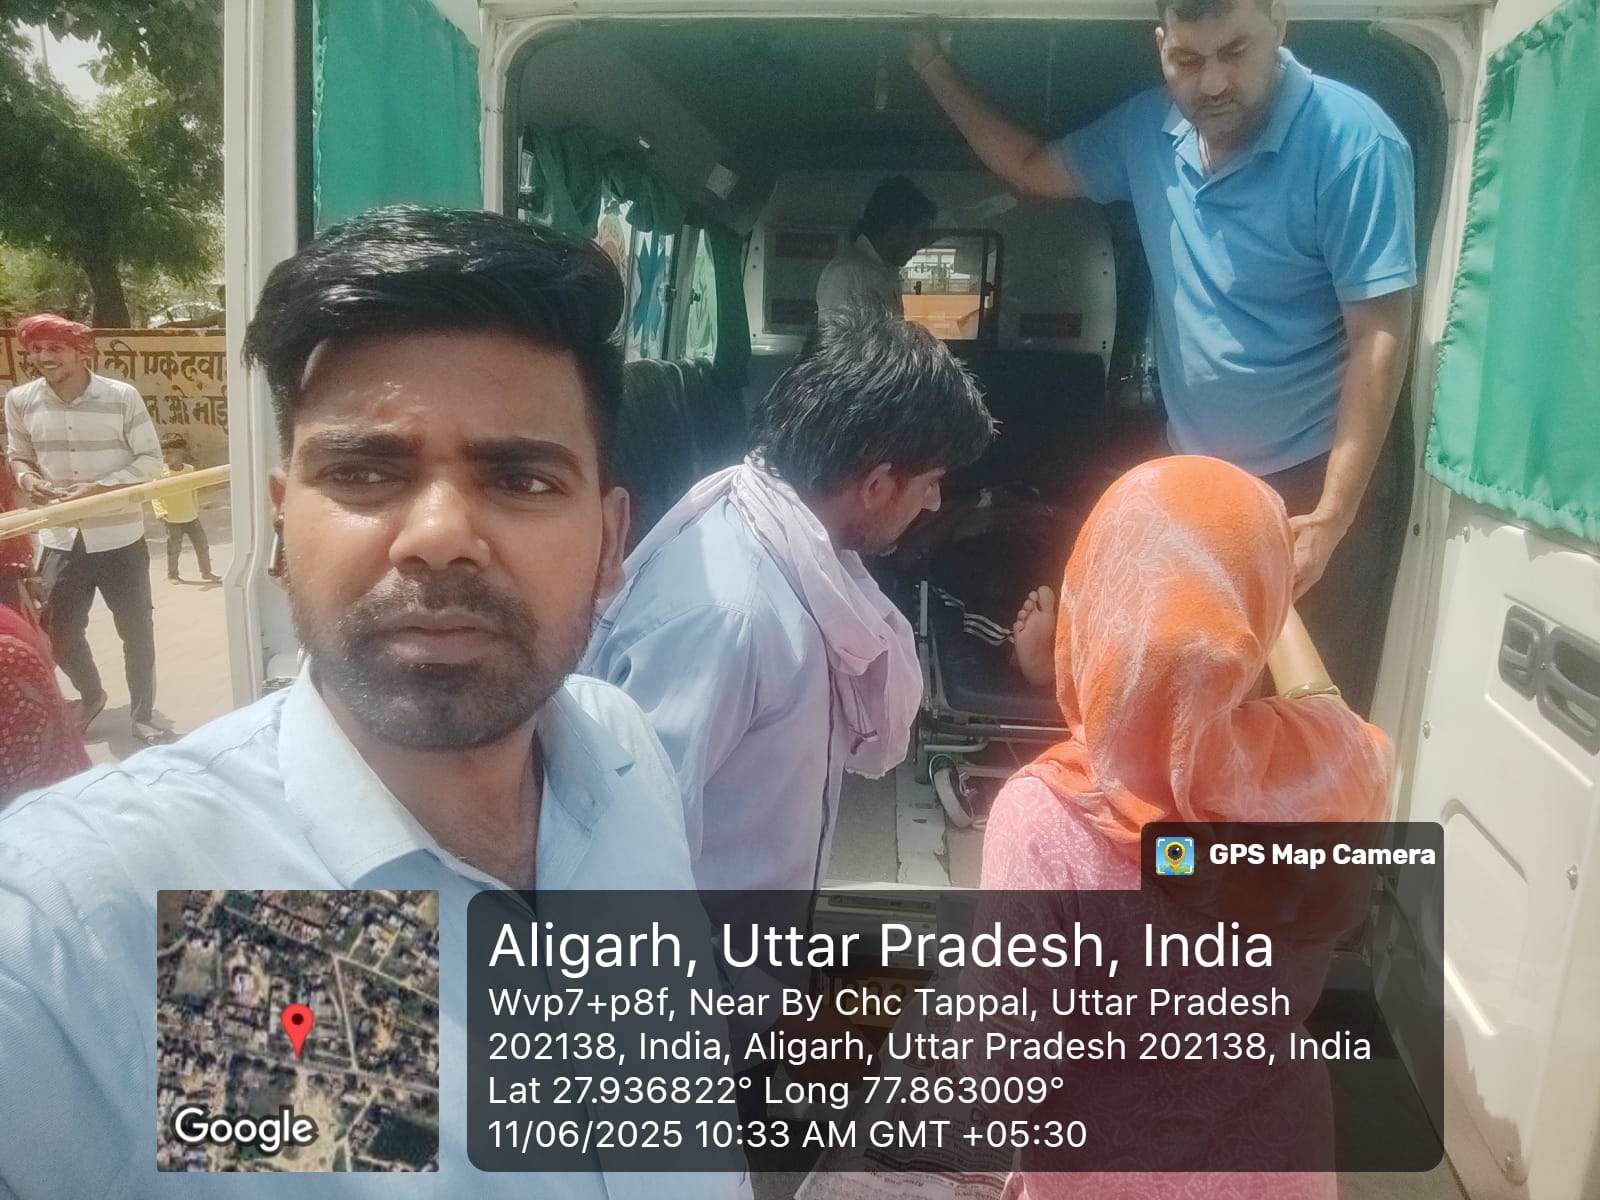 की एक दवा
GPS Map Camera
Aligarh, Uttar Pradesh, India
Wvp7+p8f, Near By Chc Tappal, Uttar Pradesh
202138, India, Aligarh, Uttar Pradesh 202138, India
Lat 27.936822° Long 77.863009°
11/06/2025 10:33 AM GMT +05:30
Google